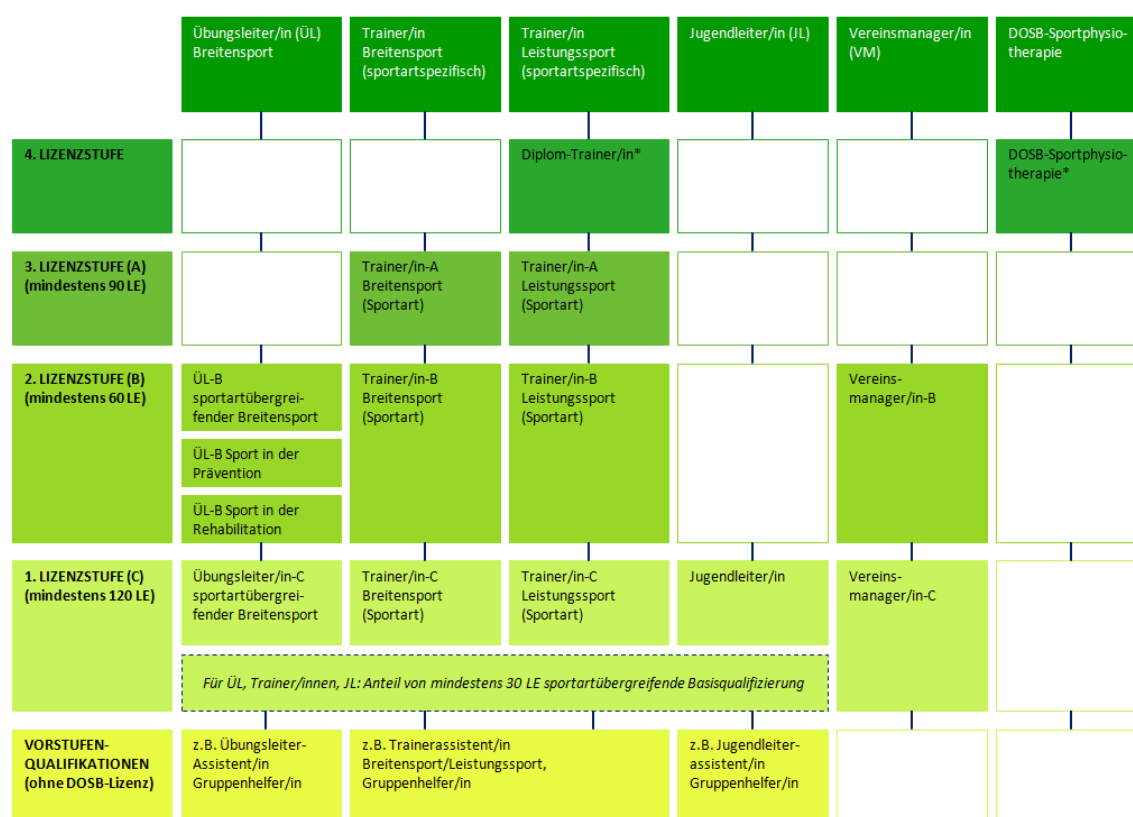 Übungsleiter/in (ÜL)
Breitensport
Trainer/in
Breitensport
(sportartspezifisch)
Trainer/in
Leistungssport
(sportartspezifisch)
Jugendleiter/in (JL)
Vereinsmanager/in
(VM)
DOSB-Sportphysio-
therapie
4. LIZENZSTUFE
Diplom-Trainer/in*
DOSB-Sportphysio-
therapie*
3. LIZENZSTUFE (A)
(mindestens 90 LE)
Trainer/in-A
Breitensport
(Sportart)
Trainer/in-A
Leistungssport
(Sportart)
2. LIZENZSTUFE (B)
(mindestens 60 LE)
ÜL-B
sportartübergrei-
fender Breitensport
ÜL-B Sport in der
Prävention
ÜL-B Sport in der
Rehabilitation
Trainer/in-B
Breitensport
(Sportart)
Trainer/in-B
Leistungssport
(Sportart)
Vereins-
manager/in-B
1. LIZENZSTUFE (C)
(mindestens 120 LE)
Übungsleiter/in-C
sportartübergrei-
fender Breitensport
Trainer/in-C
Breitensport
(Sportart)
Trainer/in-C
Leistungssport
(Sportart)
Jugendleiter/in
Vereins-
manager/in-C
Für ÜL, Trainer/innen, JL: Anteil von mindestens 30 LE sportartübergreifende Basisqualifizierung
VORSTUFEN-
QUALIFIKATIONEN
(ohne DOSB-Lizenz)
z.B. Übungsleiter-
Assistent/in
Gruppenhelfer/in
z.B. Trainerassistent/in
Breitensport/Leistungssport,
Gruppenhelfer/in
z.B. Jugendleiter-
assistent/in
Gruppenhelfer/in